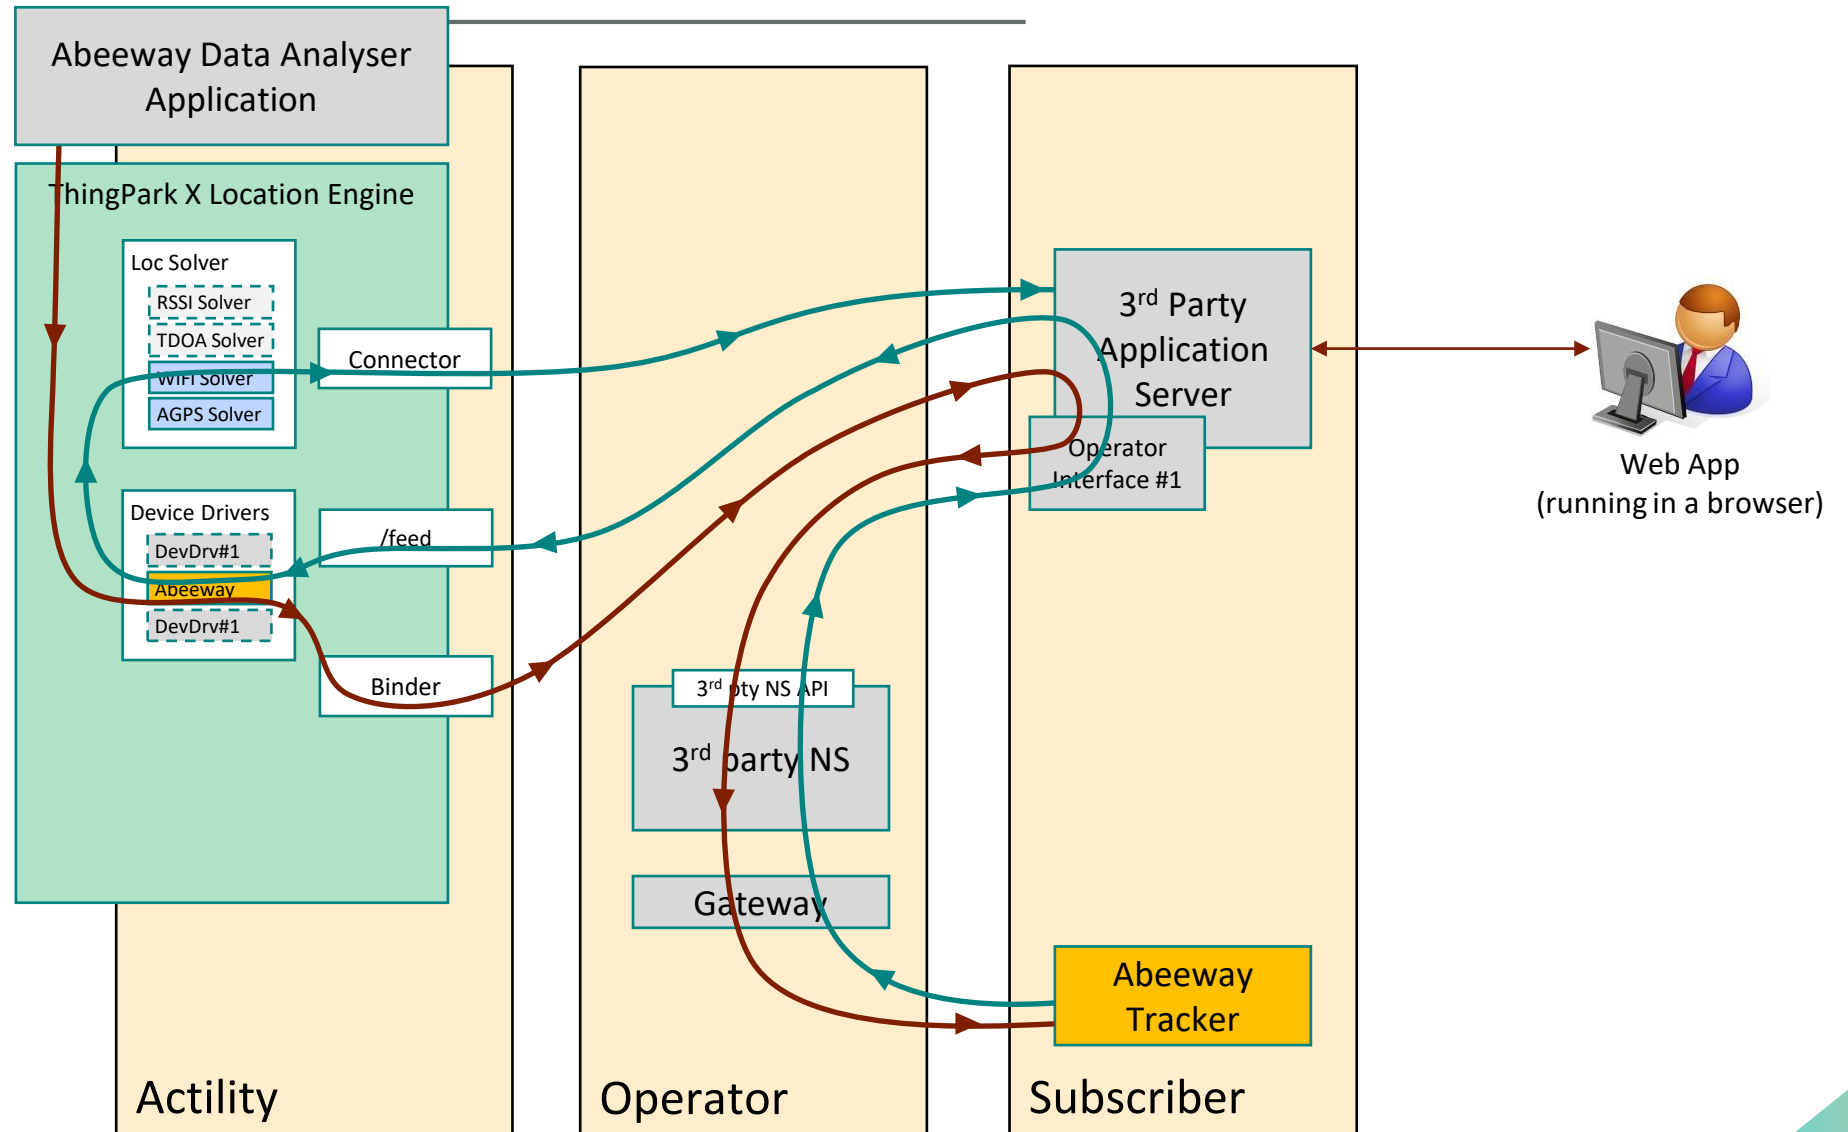 Abeeway Data Analyser
Application
ThingPark X Location Engine
Loc Solver
RSSI Solver
TDOA Solver
WIFI Solver
AGPS Solver
Connector
Device Drivers
DevDrv#1
Abeeway
DevDrv#1
/feed
Binder
Actility
3rd pty NS API
3rd party NS
Gateway
Operator
3rd Party
Application
Server
Operator
Interface #1
Abeeway
Tracker
Subscriber
Web App
(running in a browser)